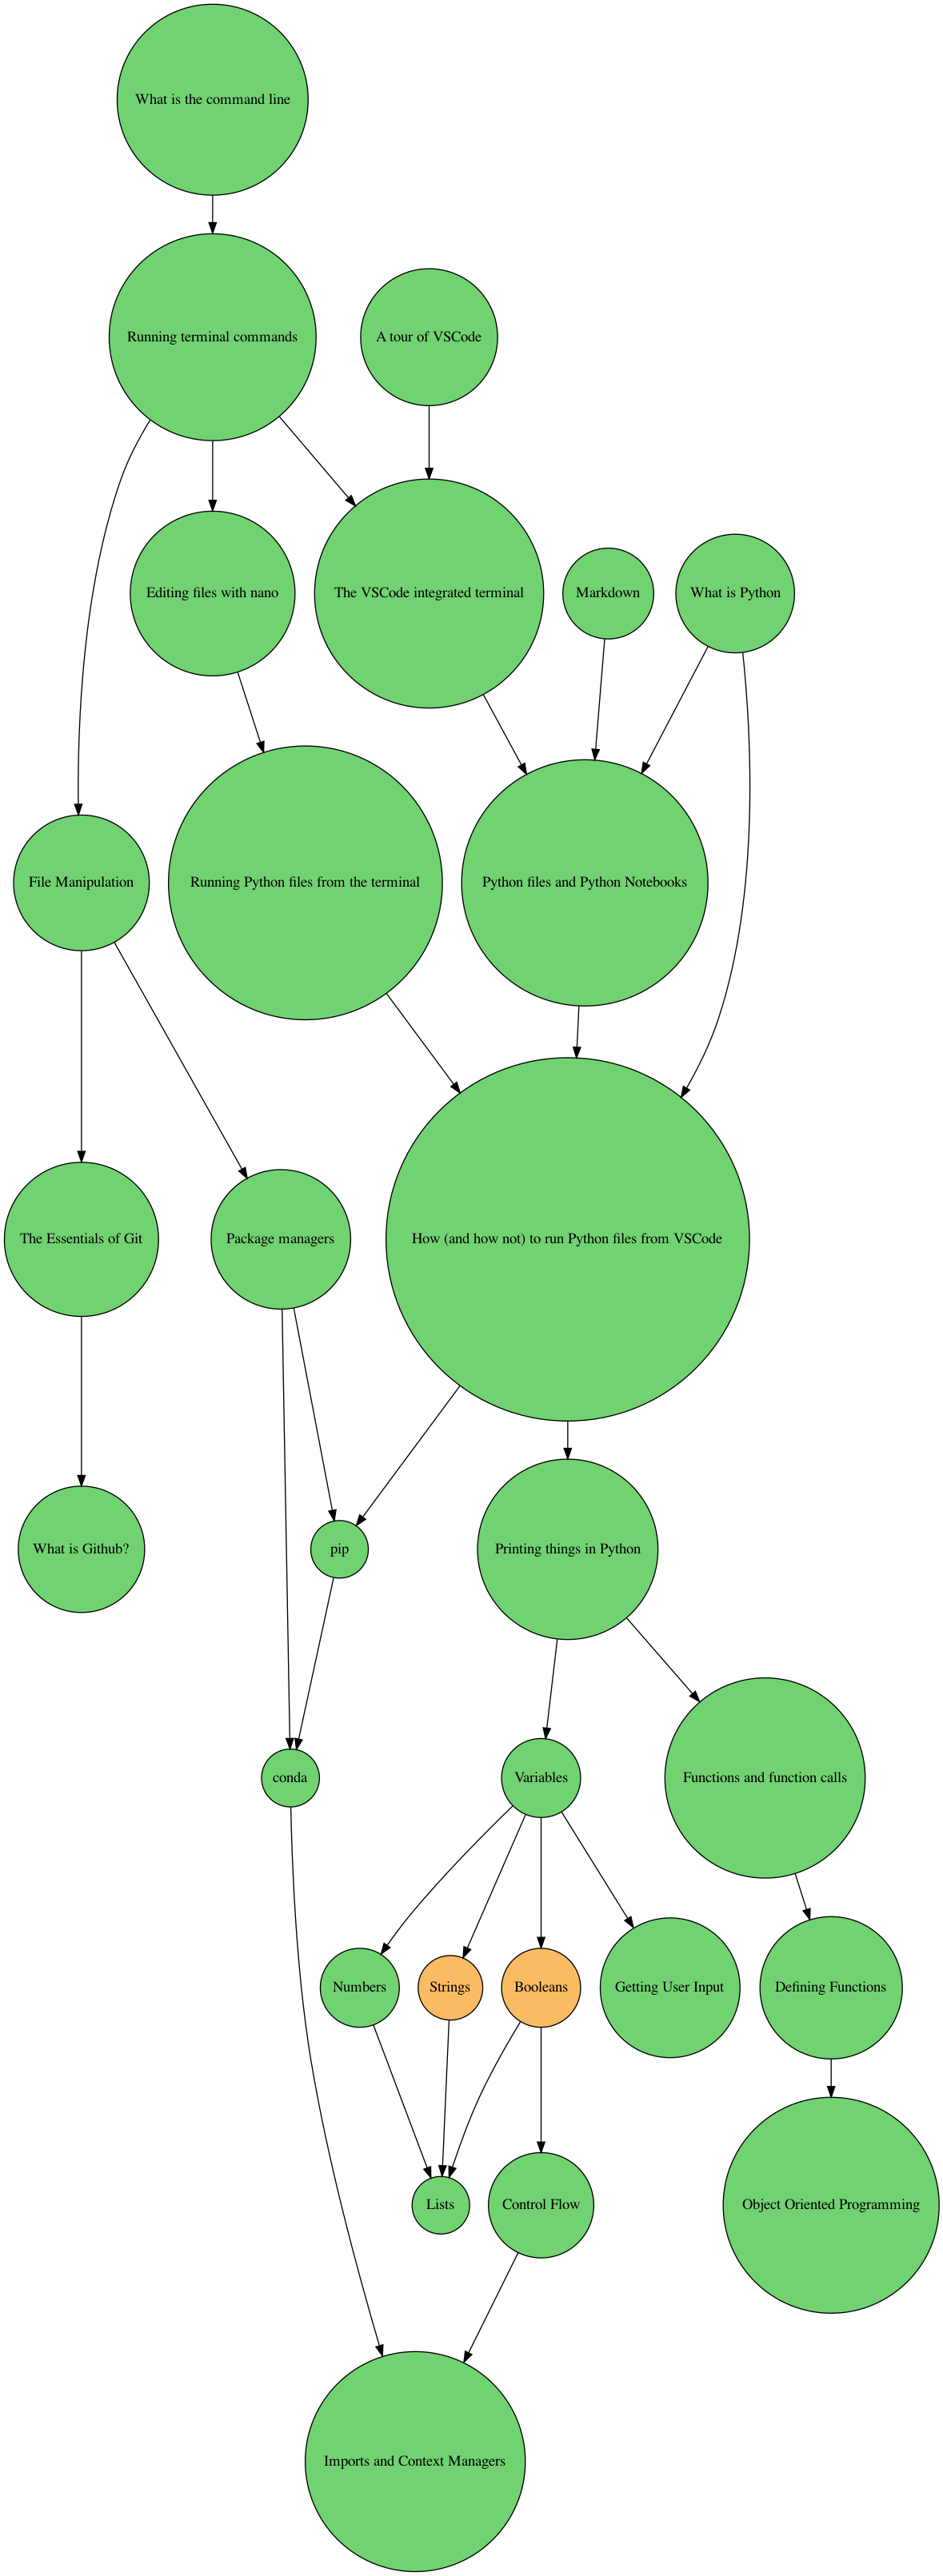 What is the command line
Running terminal commands
A tour of VSCode
Editing files with nano
The VSCode integrated terminal
Markdown
What is Python
File Manipulation
Running Python files from the terminal
Python files and Python Notebooks
The Essentials of Git
Package managers
How (and how not) to run Python files from VSCode
What is Github?
pip
Printing things in Python
conda
Variables
Functions and function calls
Numbers
Strings
Booleans
Getting User Input
Defining Functions
Lists
Control Flow
Object Oriented Programming
Imports and Context Managers